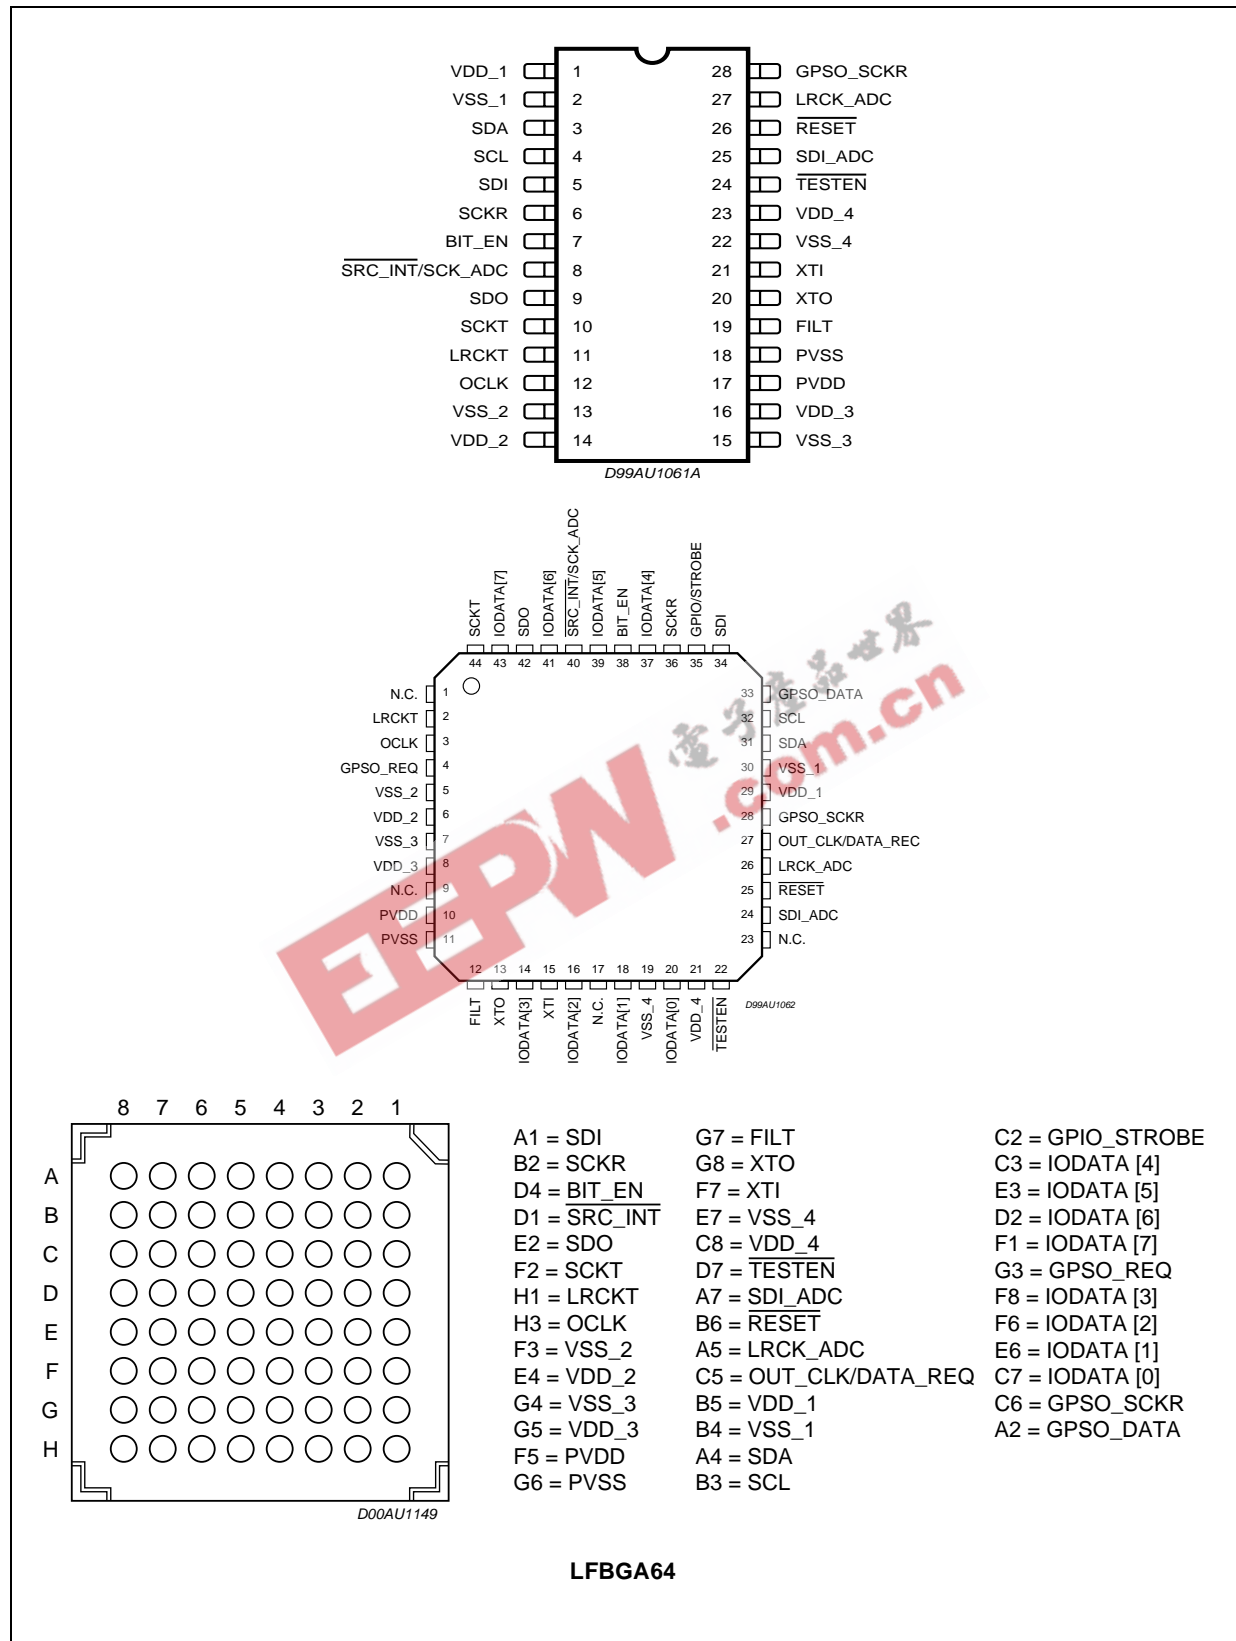 VDD_1 1 28 GPSO_SCKR
VSS_1 2 27 LRCK_ADC
SDA 3 26 RESET
SCL 4 25 SDI_ADC
SDI 5 24 TESTEN
SCKR 6 23 VDD_4
BIT_EN 7 22 VSS_4
SRC_INT/SCK_ADC 8 21 XTI
SDO 9 20 XTO
SCKT 10 19 FILT
LRCKT 11 18 PVSS
OCLK 12 17 PVDD
VSS_2 13 16 VDD_3
VDD_2 14 15 VSS_3
D99AU1061A
SCKT IODATA[7] SDO IODATA[6] SRC_INT/SCK_ADC IODATA[5] BIT_EN IODATA[4] SCKR GPIO/STROBE SDI
44 43 42 41 40 39 38 37 36 35 34
N.C. 1 33 GPSO_DATA
LRCKT 2 32 SCL
OCLK 3 31 SDA
GPSO_REQ 4 30 VSS_1
VSS_2 5 29 VDD_1
VDD_2 6 28 GPSO_SCKR
VSS_3 7 27 OUT_CLK/DATA_REC
VDD_3 8 26 LRCK_ADC
N.C. 9 25 RESET
PVDD 10 24 SDI_ADC
PVSS 11 23 N.C.
12 13 14 15 16 17 18 19 20 21 22
FILT XTO IODATA[3] XTI IODATA[2] N.C. IODATA[1] VSS_4 IODATA[0] VDD_4 TESTEN
D99AU1062
EEPW.com.cn
電子產品世界
8 7 6 5 4 3 2 1
A
B
C
D
E
F
G
H
D00AU1149
A1 = SDI G7 = FILT C2 = GPIO_STROBE
B2 = SCKR G8 = XTO C3 = IODATA [4]
D4 = BIT_EN F7 = XTI E3 = IODATA [5]
D1 = SRC_INT E7 = VSS_4 D2 = IODATA [6]
E2 = SDO C8 = VDD_4 F1 = IODATA [7]
F2 = SCKT D7 = TESTEN G3 = GPSO_REQ
H1 = LRCKT A7 = SDI_ADC F8 = IODATA [3]
H3 = OCLK B6 = RESET F6 = IODATA [2]
F3 = VSS_2 A5 = LRCK_ADC E6 = IODATA [1]
E4 = VDD_2 C5 = OUT_CLK/DATA_REQ C7 = IODATA [0]
G4 = VSS_3 B5 = VDD_1 C6 = GPSO_SCKR
G5 = VDD_3 B4 = VSS_1 A2 = GPSO_DATA
F5 = PVDD A4 = SDA
G6 = PVSS B3 = SCL
LFBGA64